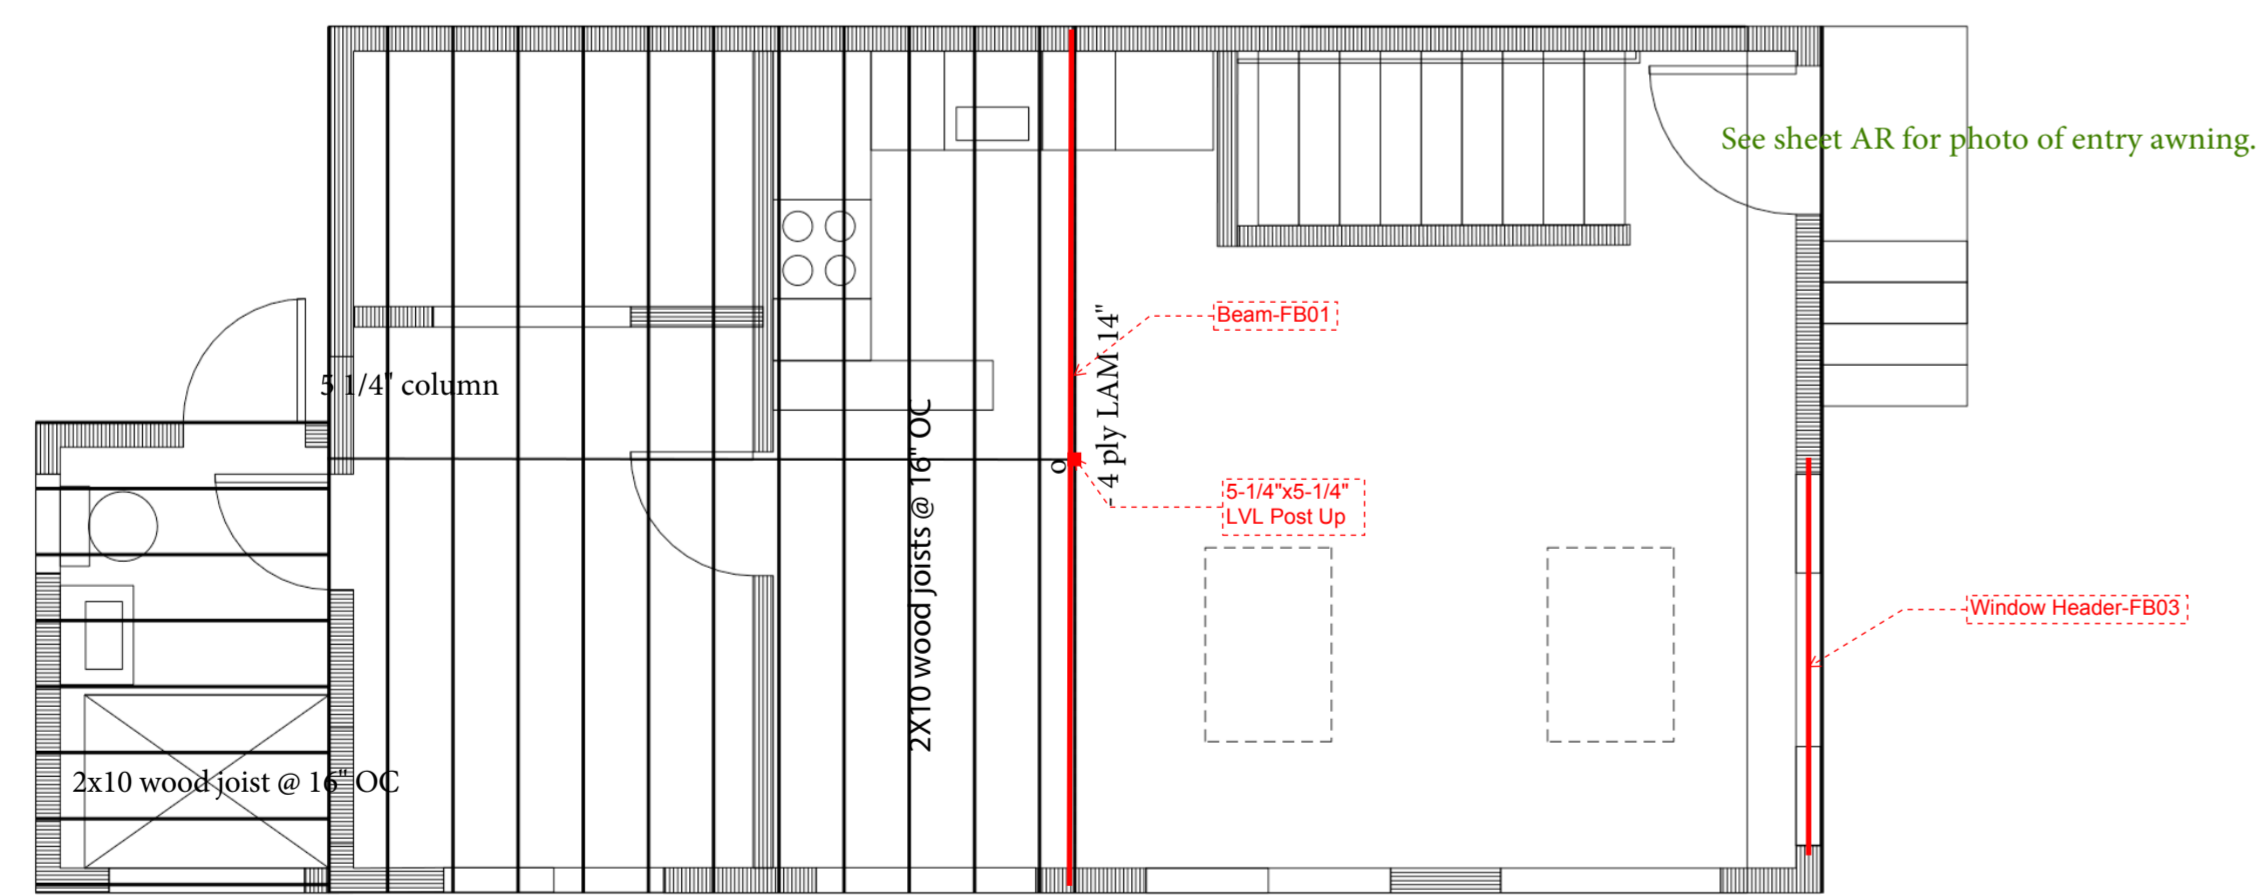 See sheet AR for photo of entry awning.
Beam-FB01
- 4 ply LAM 14"
5 1/4" column
2X10 wood joists @ 16" OC
o
5-1/4"x5-1/4"
LVL Post Up
Window Header-FB03
2x10 wood joist @ 16" OC